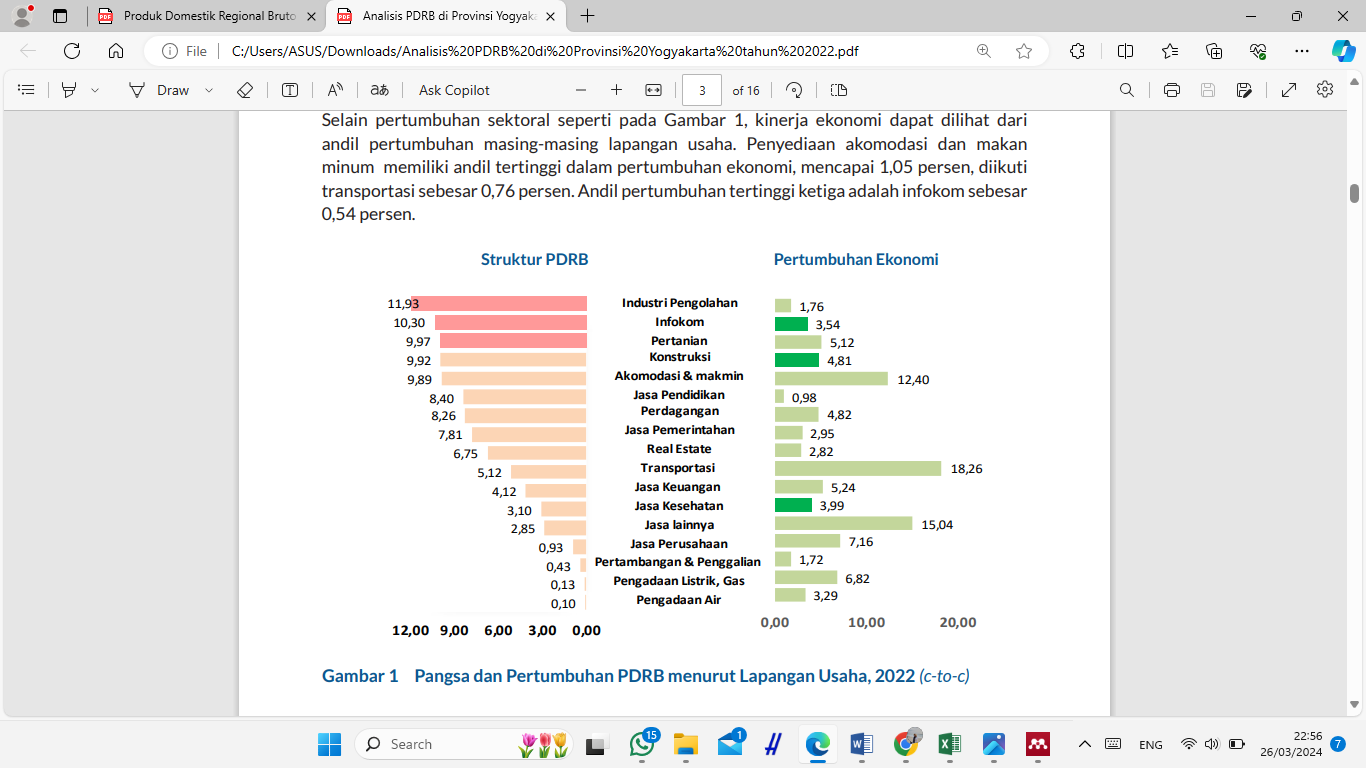 Produk Domestik Regional Bruto
Analisis PDRB di Provinsi Yogyaka
File
C:/Users/ASUS/Downloads/Analisis%20PDRB%20di%20Provinsi%20Yogyakarta%20tahun%202022.pdf
Draw
Ask Copilot
3 of 16
Selain pertumbuhan sektoral seperti pada Gambar 1, kinerja ekonomi dapat dilihat dari
andil pertumbuhan masing-masing lapangan usaha. Penyediaan akomodasi dan makan
minum memiliki andil tertinggi dalam pertumbuhan ekonomi, mencapai 1,05 persen, diikuti
transportasi sebesar 0,76 persen. Andil pertumbuhan tertinggi ketiga adalah infokom sebesar
0,54 persen.
Struktur PDRB Pertumbuhan Ekonomi
11,93 Industri Pengolahan 1,76
10,30 Infokom 3,54
9,97 Pertanian 5,12
9,92 Konstruksi 4,81
9,89 Akomodasi & makmin 12,40
8,40 Jasa Pendidikan 0,98
8,26 Perdagangan 4,82
7,81 Jasa Pemerintahan 2,95
6,75 Real Estate 2,82
5,12 Transportasi 18,26
4,12 Jasa Keuangan 5,24
3,10 Jasa Kesehatan 3,99
2,85 Jasa lainnya 15,04
0,93 Jasa Perusahaan 7,16
0,43 Pertambangan & Penggalian 1,72
0,13 Pengadaan Listrik, Gas 6,82
0,10 Pengadaan Air 3,29
12,00 9,00 6,00 3,00 0,00 0,00 10,00 20,00
Gambar 1 Pangsa dan Pertumbuhan PDRB menurut Lapangan Usaha, 2022 (c-to-c)
Search
15
1
ENG
22:56
26/03/2024
7